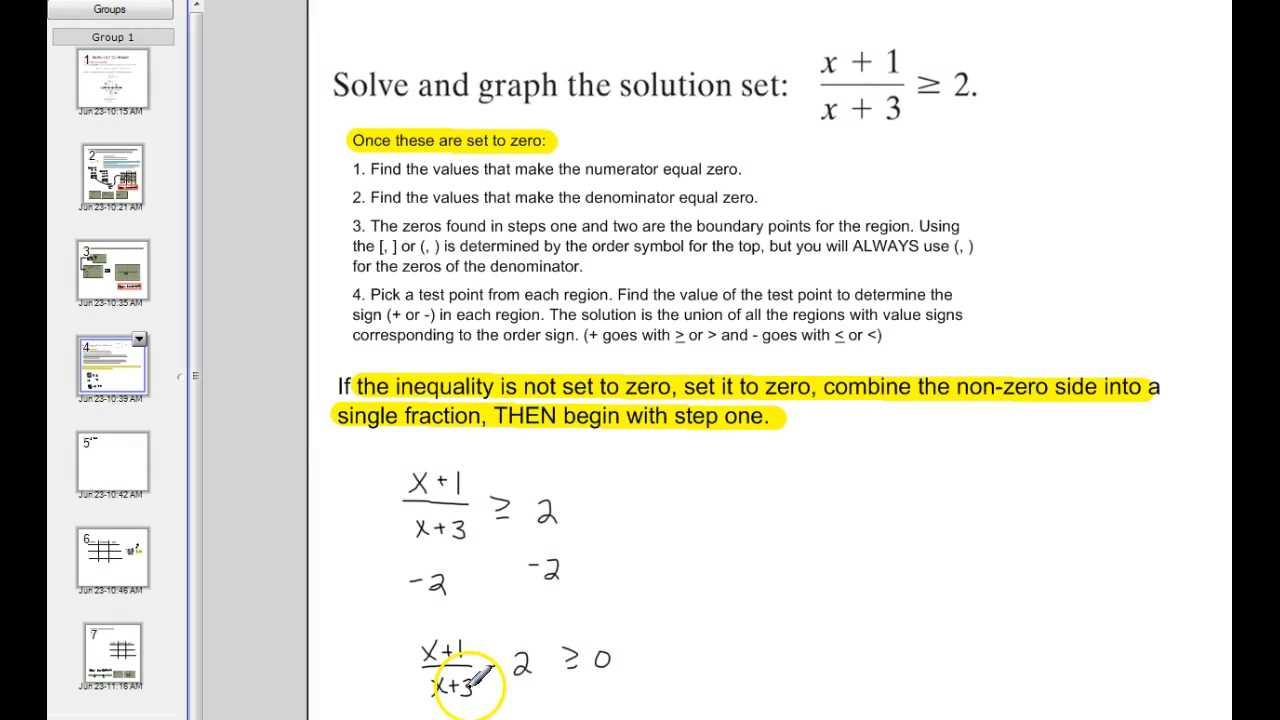 Groups
Group 1
1
Jun 23-10:15 AM
2
Jun 23-10:21 AM
3
Jun 23-10:35 AM
4
Jun 23-10:39 AM
5
Jun 23-10:42 AM
6
Jun 23-10:46 AM
7
Jun 23-11:16 AM
Solve and graph the solution set: x + 1 / x + 3 ≥ 2.
Once these are set to zero:
1. Find the values that make the numerator equal zero.
2. Find the values that make the denominator equal zero.
3. The zeros found in steps one and two are the boundary points for the region. Using
the [, ] or (, ) is determined by the order symbol for the top, but you will ALWAYS use (, )
for the zeros of the denominator.
4. Pick a test point from each region. Find the value of the test point to determine the
sign (+ or -) in each region. The solution is the union of all the regions with value signs
corresponding to the order sign. (+ goes with ≥ or > and - goes with ≤ or <)
If the inequality is not set to zero, set it to zero, combine the non-zero side into a
single fraction, THEN begin with step one.
x+1 / x+3 ≥ 2
-2 -2
x+1 / x+3 - 2 ≥ 0